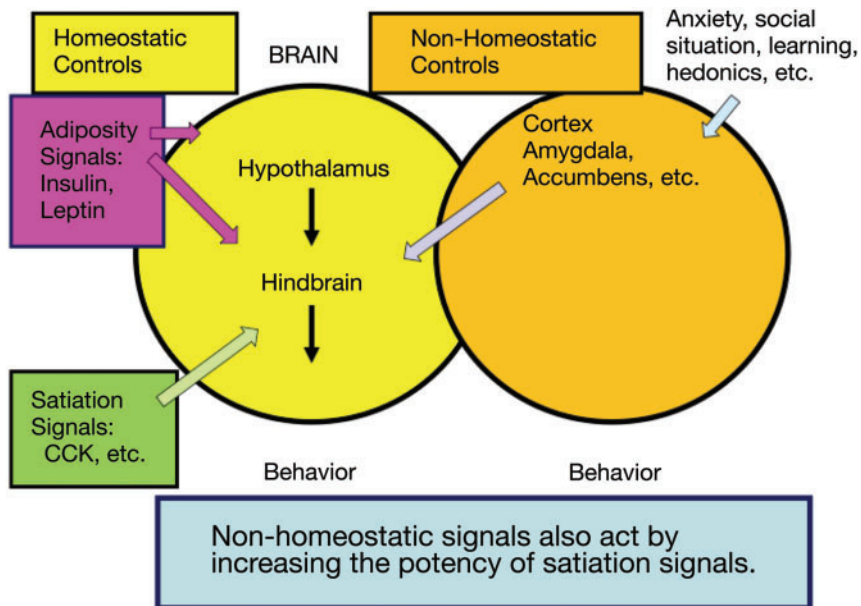 Homeostatic
Controls
BRAIN
Non-Homeostatic
Controls
Anxiety, social
situation, learning,
hedonics, etc.
Adiposity
Signals:
Insulin,
Leptin
Hypothalamus
Hindbrain
Cortex
Amygdala,
Accumbens, etc.
Satiation
Signals:
CCK, etc.
Behavior
Behavior
Non-homeostatic signals also act by
increasing the potency of satiation signals.